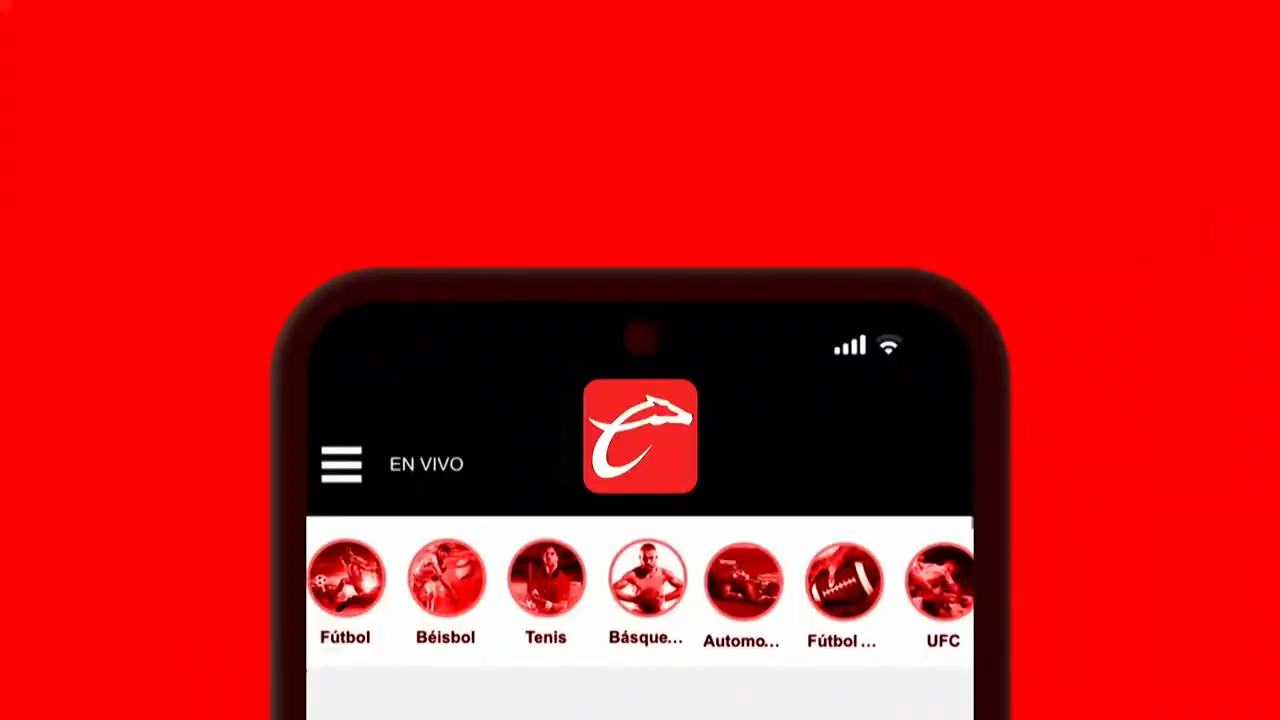 EN VIVO
Fútbol
Béisbol
Tenis
Básque...
Automo...
Fútbol ...
UFC